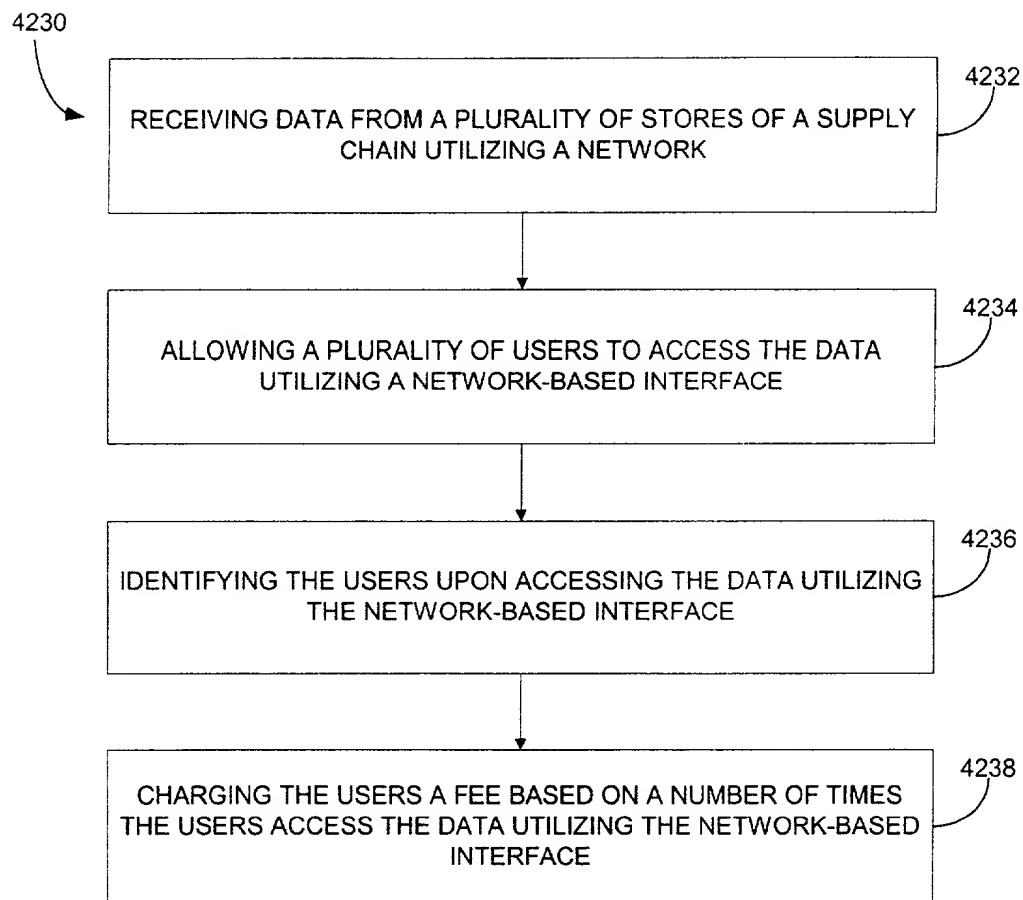 4230
4232
RECEIVING DATA FROM A PLURALITY OF STORES OF A SUPPLY
CHAIN UTILIZING A NETWORK
4234
ALLOWING A PLURALITY OF USERS TO ACCESS THE DATA
UTILIZING A NETWORK-BASED INTERFACE
4236
IDENTIFYING THE USERS UPON ACCESSING THE DATA UTILIZING
THE NETWORK-BASED INTERFACE
4238
CHARGING THE USERS A FEE BASED ON A NUMBER OF TIMES
THE USERS ACCESS THE DATA UTILIZING THE NETWORK-BASED
INTERFACE